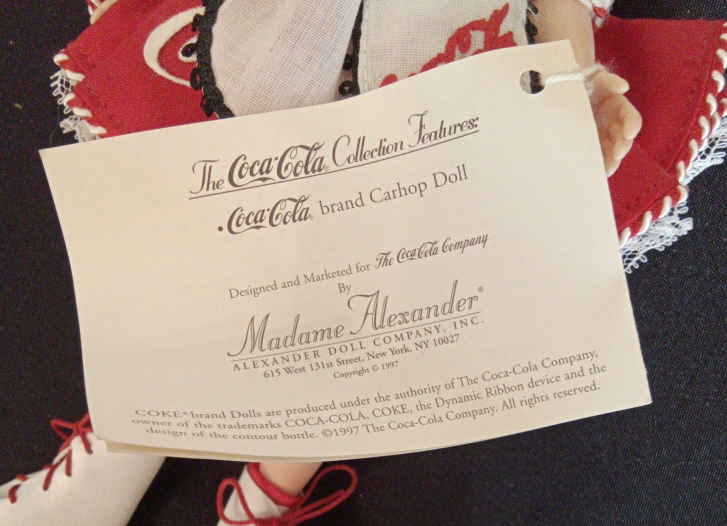 The Coca-Cola Collection Features:
• Coca-Cola® brand Carhop Doll
Designed and Marketed for The Coca-Cola Company
By
Madame Alexander®
ALEXANDER DOLL COMPANY, INC.
615 West 131st Street, New York, NY 10027
Copyright © 1997
COKE® brand Dolls are produced under the authority of The Coca-Cola Company,
owner of the trademarks COCA-COLA, COKE, the Dynamic Ribbon device and the
design of the contour bottle. ©1997 The Coca-Cola Company. All rights reserved.